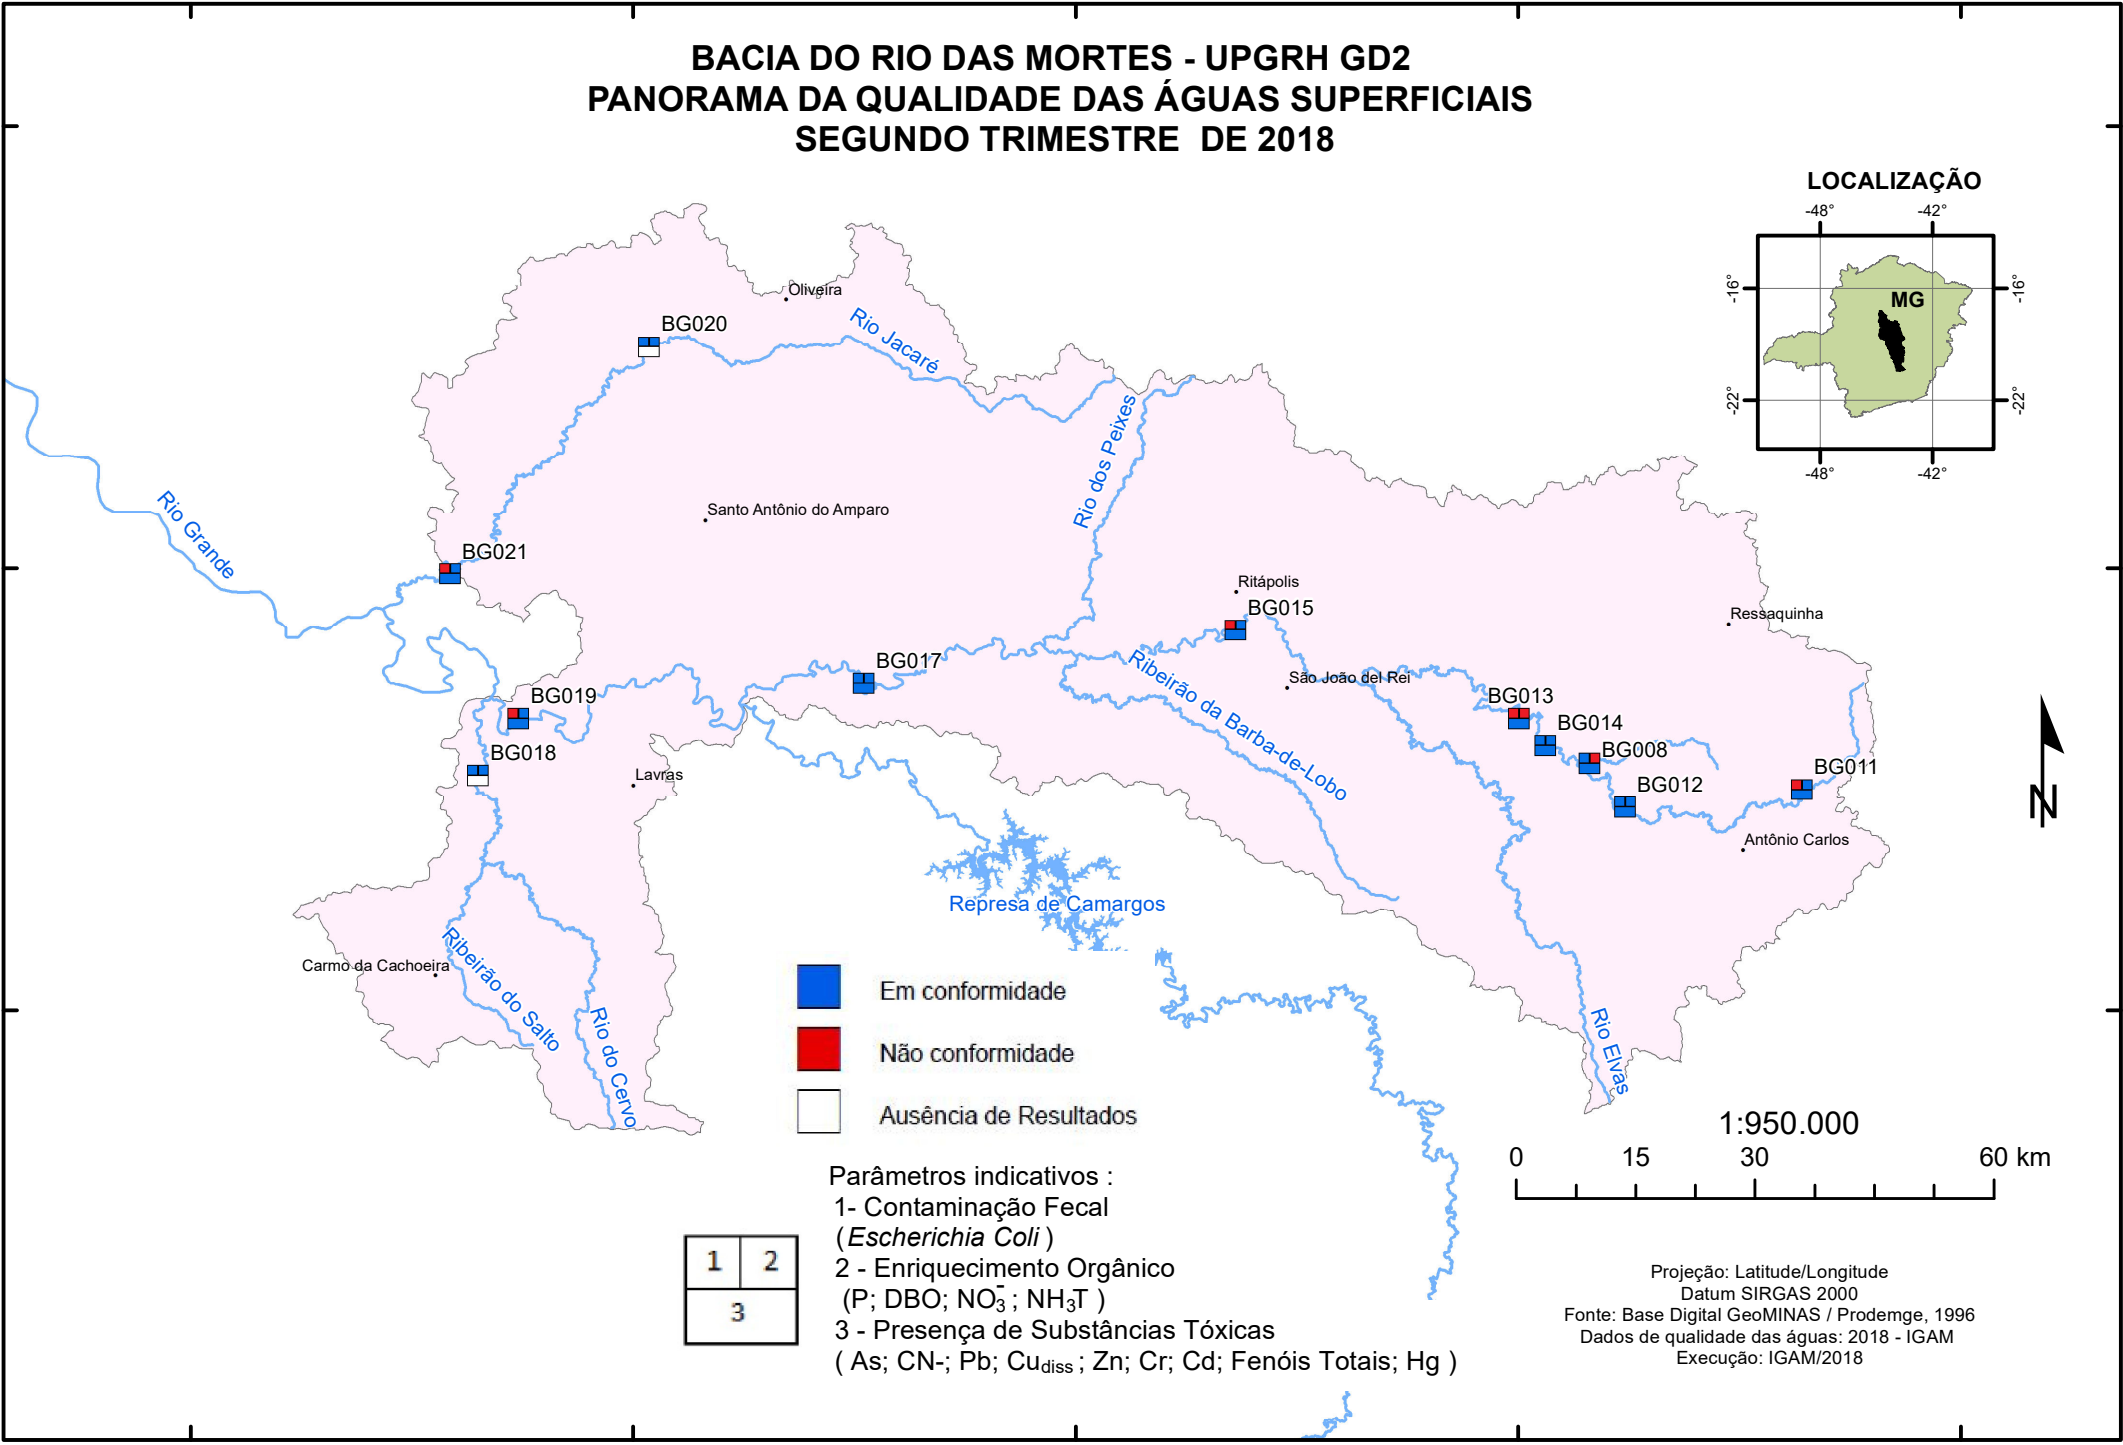 BACIA DO RIO DAS MORTES - UPGRH GD2
PANORAMA DA QUALIDADE DAS ÁGUAS SUPERFICIAIS
SEGUNDO TRIMESTRE  DE 2018
LOCALIZAÇÃO
-48°
-42°
-16°
-16°
MG
-22°
-22°
-48°
-42°
Oliveira
BG020
Rio Jacaré
Rio dos Peixes
Santo Antônio do Amparo
Rio Grande
BG021
Ritápolis
BG015
Ressaquinha
BG017
Ribeirão da Barba-de-Lobo
São João del Rei
BG013
BG019
BG014
BG018
BG008
BG011
Lavras
BG012
Antônio Carlos
Represa de Camargos
Carmo da Cachoeira
Ribeirão do Salto
Rio do Cervo
Rio Elvas
Em conformidade
Não conformidade
Ausência de Resultados
1:950.000
0 15 30 60 km
Parâmetros indicativos :
1- Contaminação Fecal
(Escherichia Coli )
2 - Enriquecimento Orgânico
(P; DBO; NO₃⁻ ; NH₃T )
3 - Presença de Substâncias Tóxicas
( As; CN-; Pb; Cudiss ; Zn; Cr; Cd; Fenóis Totais; Hg )
1 2
3
Projeção: Latitude/Longitude
Datum SIRGAS 2000
Fonte: Base Digital GeoMINAS / Prodemge, 1996
Dados de qualidade das águas: 2018 - IGAM
Execução: IGAM/2018
N